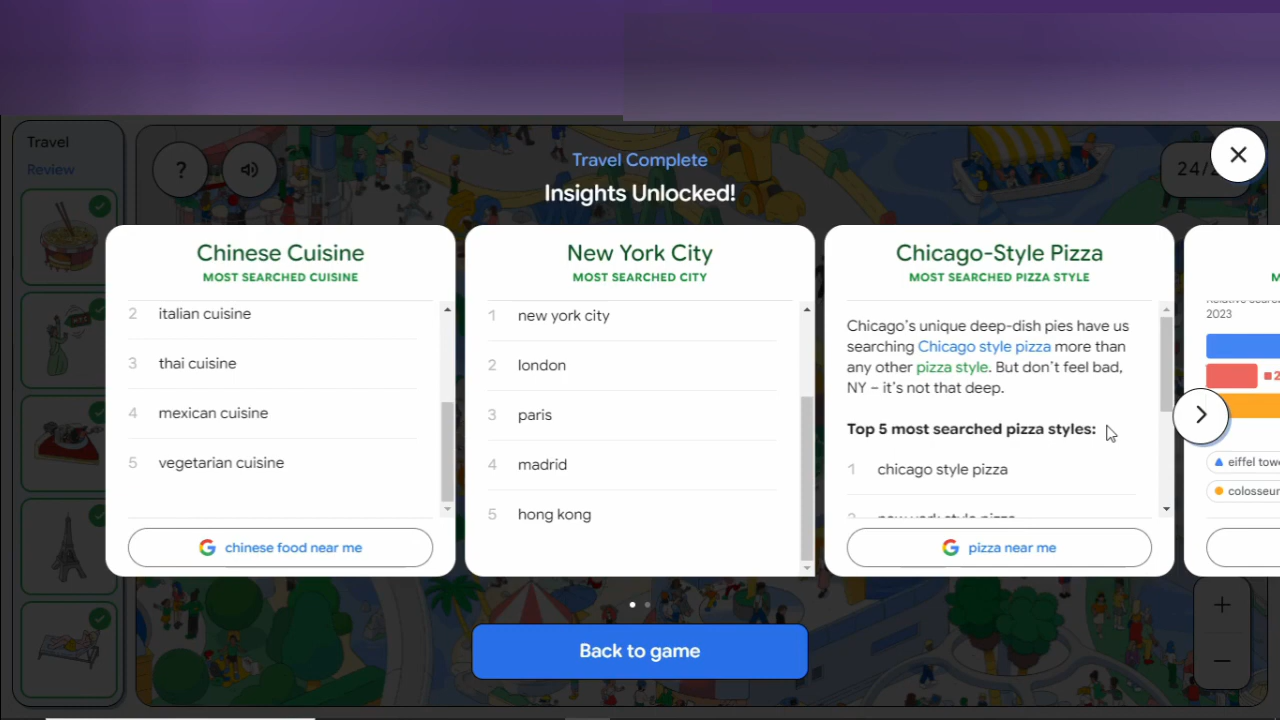 Travel
Review
?
24/2
Travel Complete
Insights Unlocked!
Chinese Cuisine
MOST SEARCHED CUISINE
2 italian cuisine
3 thai cuisine
4 mexican cuisine
5 vegetarian cuisine
chinese food near me
New York City
MOST SEARCHED CITY
1 new york city
2 london
3 paris
4 madrid
5 hong kong
Chicago-Style Pizza
MOST SEARCHED PIZZA STYLE
Chicago's unique deep-dish pies have us
searching Chicago style pizza more than
any other pizza style. But don't feel bad,
NY – it's not that deep.
Top 5 most searched pizza styles:
1 chicago style pizza
2 new york style pizza
pizza near me
M
2023
eiffel tow
colosseu
Back to game